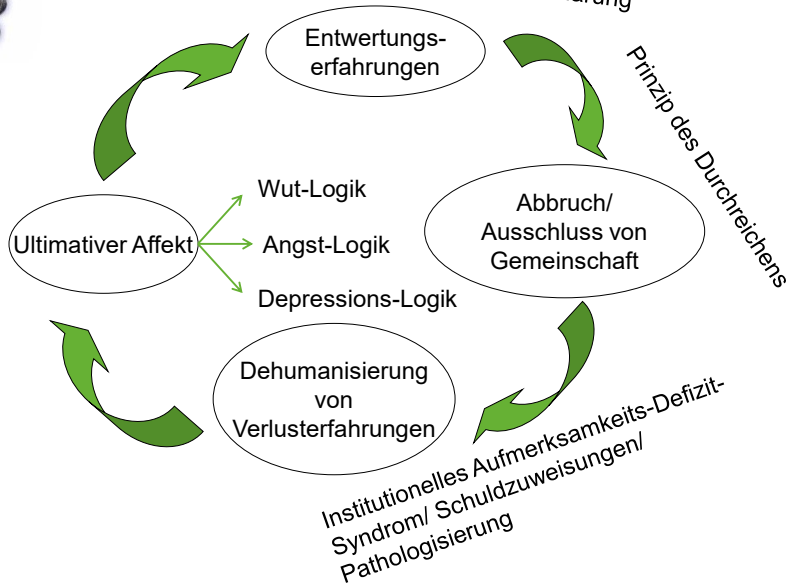 Entwertungs-
erfahrungen
Prinzip des Durchreichens
Wut-Logik
Abbruch/
Ausschluss von
Gemeinschaft
Ultimativer Affekt
Angst-Logik
Depressions-Logik
Dehumanisierung
von
Verlusterfahrungen
Institutionelles Aufmerksamkeits-Defizit-
Syndrom/ Schuldzuweisungen/
Pathologisierung